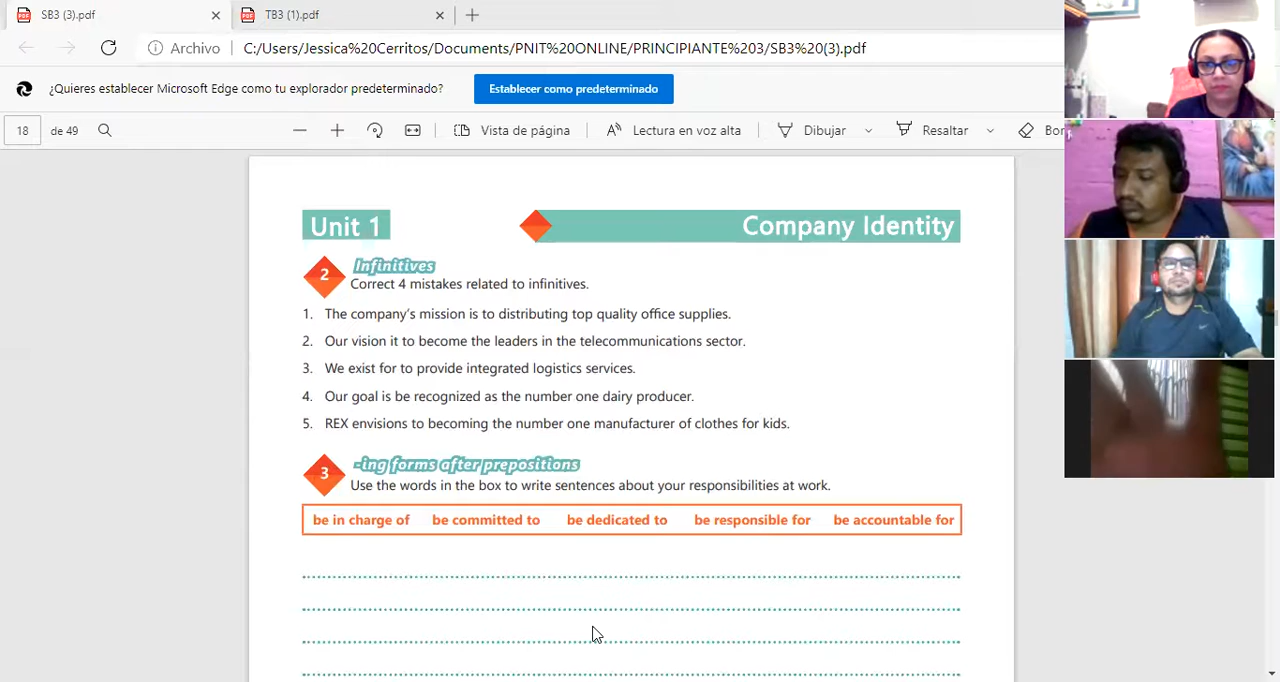 SB3 (3).pdf
TB3 (1).pdf
Archivo
C:/Users/Jessica%20Cerritos/Documents/PNIT%20ONLINE/PRINCIPIANTE%203/SB3%20(3).pdf
¿Quieres establecer Microsoft Edge como tu explorador predeterminado?
Establecer como predeterminado
18 de 49
Vista de página
Lectura en voz alta
Dibujar
Resaltar
Bor
Unit 1
Company Identity
2
Infinitives
Correct 4 mistakes related to infinitives.
1. The company's mission is to distributing top quality office supplies.
2. Our vision it to become the leaders in the telecommunications sector.
3. We exist for to provide integrated logistics services.
4. Our goal is be recognized as the number one dairy producer.
5. REX envisions to becoming the number one manufacturer of clothes for kids.
3
-ing forms after prepositions
Use the words in the box to write sentences about your responsibilities at work.
be in charge of be committed to be dedicated to be responsible for be accountable for